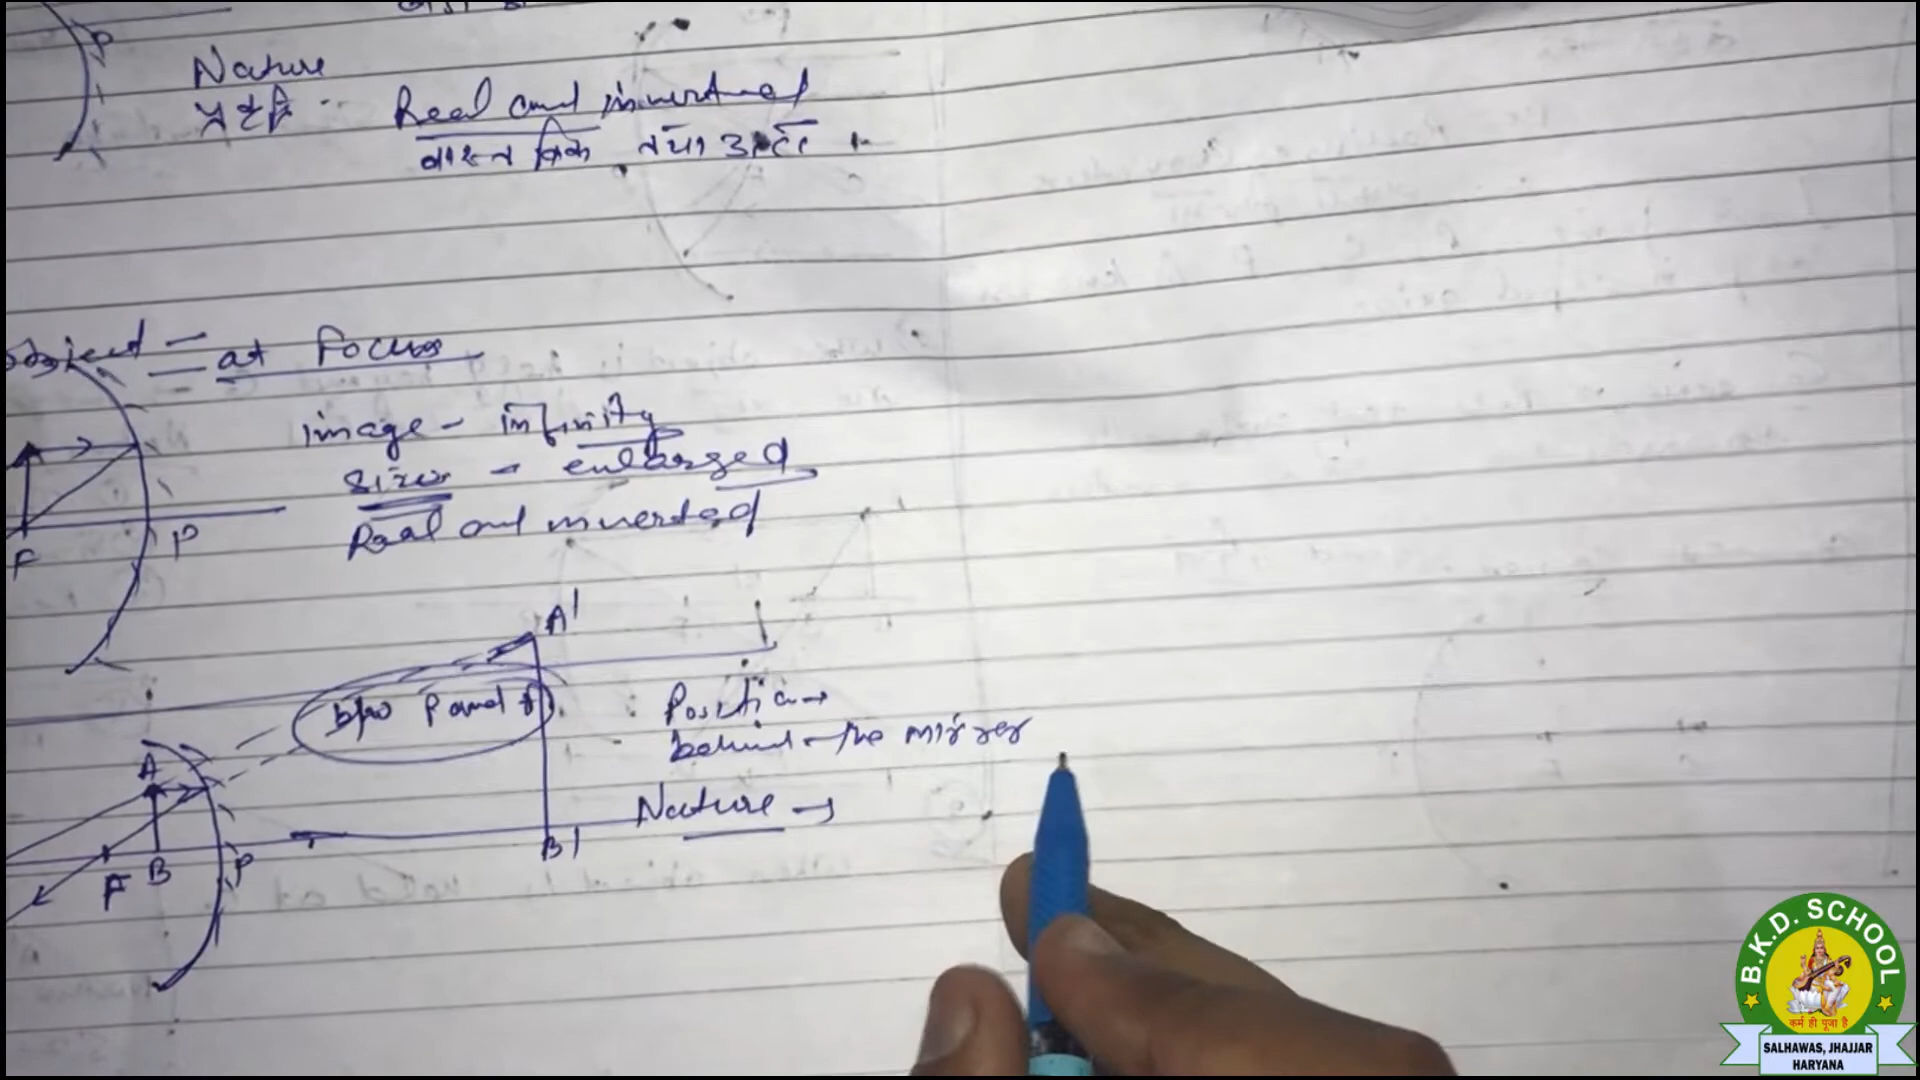 P
Nature
प्रकृति :- Real and inverted
वास्तविक तथा उल्टा
object = at Focus
image - infinity
size - enlarged
Real and inverted
F
P
A'
b/w P and F
Position →
behind the mirror
A
Nature →
F B P
B'
B.K.D. SCHOOL
कर्म ही पूजा है
SALHAWAS, JHAJJAR
HARYANA